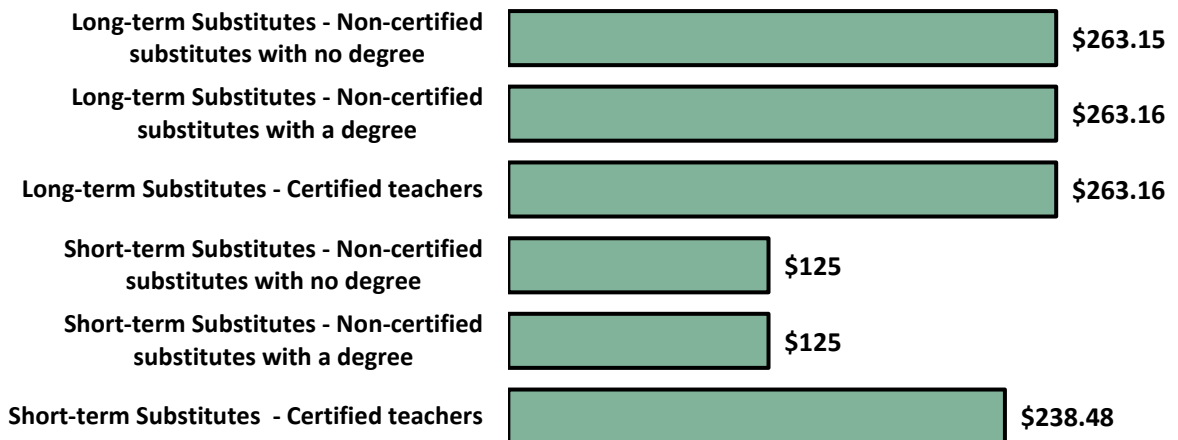 Long-term Substitutes - Non-certified
substitutes with no degree
$263.15
Long-term Substitutes - Non-certified
substitutes with a degree
$263.16
Long-term Substitutes - Certified teachers
$263.16
Short-term Substitutes - Non-certified
substitutes with no degree
$125
Short-term Substitutes - Non-certified
substitutes with a degree
$125
Short-term Substitutes  - Certified teachers
$238.48